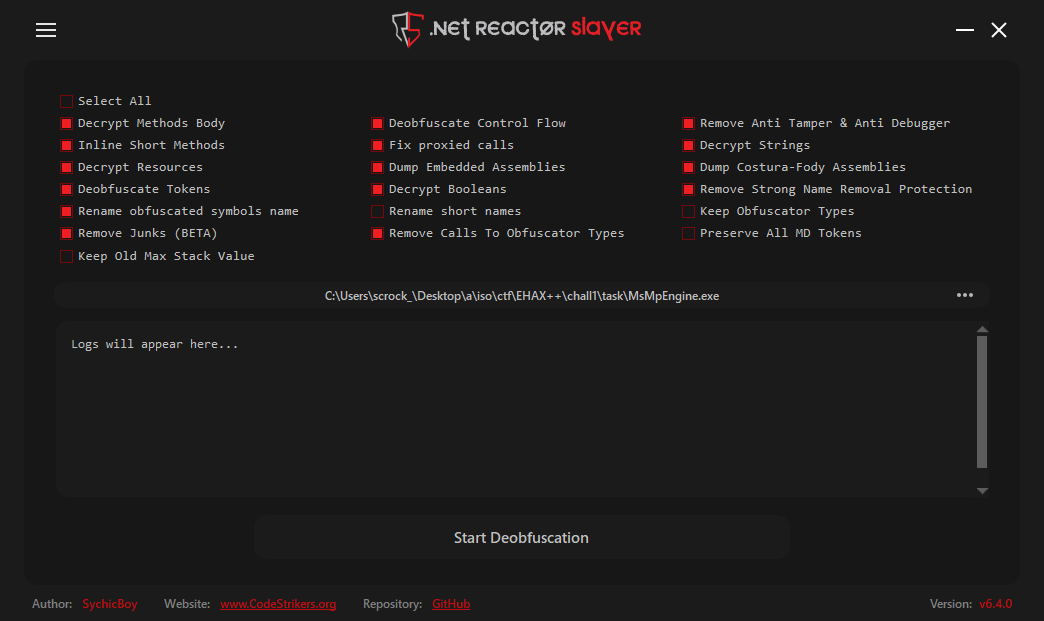 .NET REACTOR SLAYER
Select All
Decrypt Methods Body Deobfuscate Control Flow Remove Anti Tamper & Anti Debugger
Inline Short Methods Fix proxied calls Decrypt Strings
Decrypt Resources Dump Embedded Assemblies Dump Costura-Fody Assemblies
Deobfuscate Tokens Decrypt Booleans Remove Strong Name Removal Protection
Rename obfuscated symbols name Rename short names Keep Obfuscator Types
Remove Junks (BETA) Remove Calls To Obfuscator Types Preserve All MD Tokens
Keep Old Max Stack Value
C:\Users\scrock_\Desktop\a\iso\ctf\EHAX++\chall1\task\MsMpEngine.exe
Logs will appear here...
Start Deobfuscation
Author: SychicBoy Website: www.CodeStrikers.org Repository: GitHub Version: v6.4.0